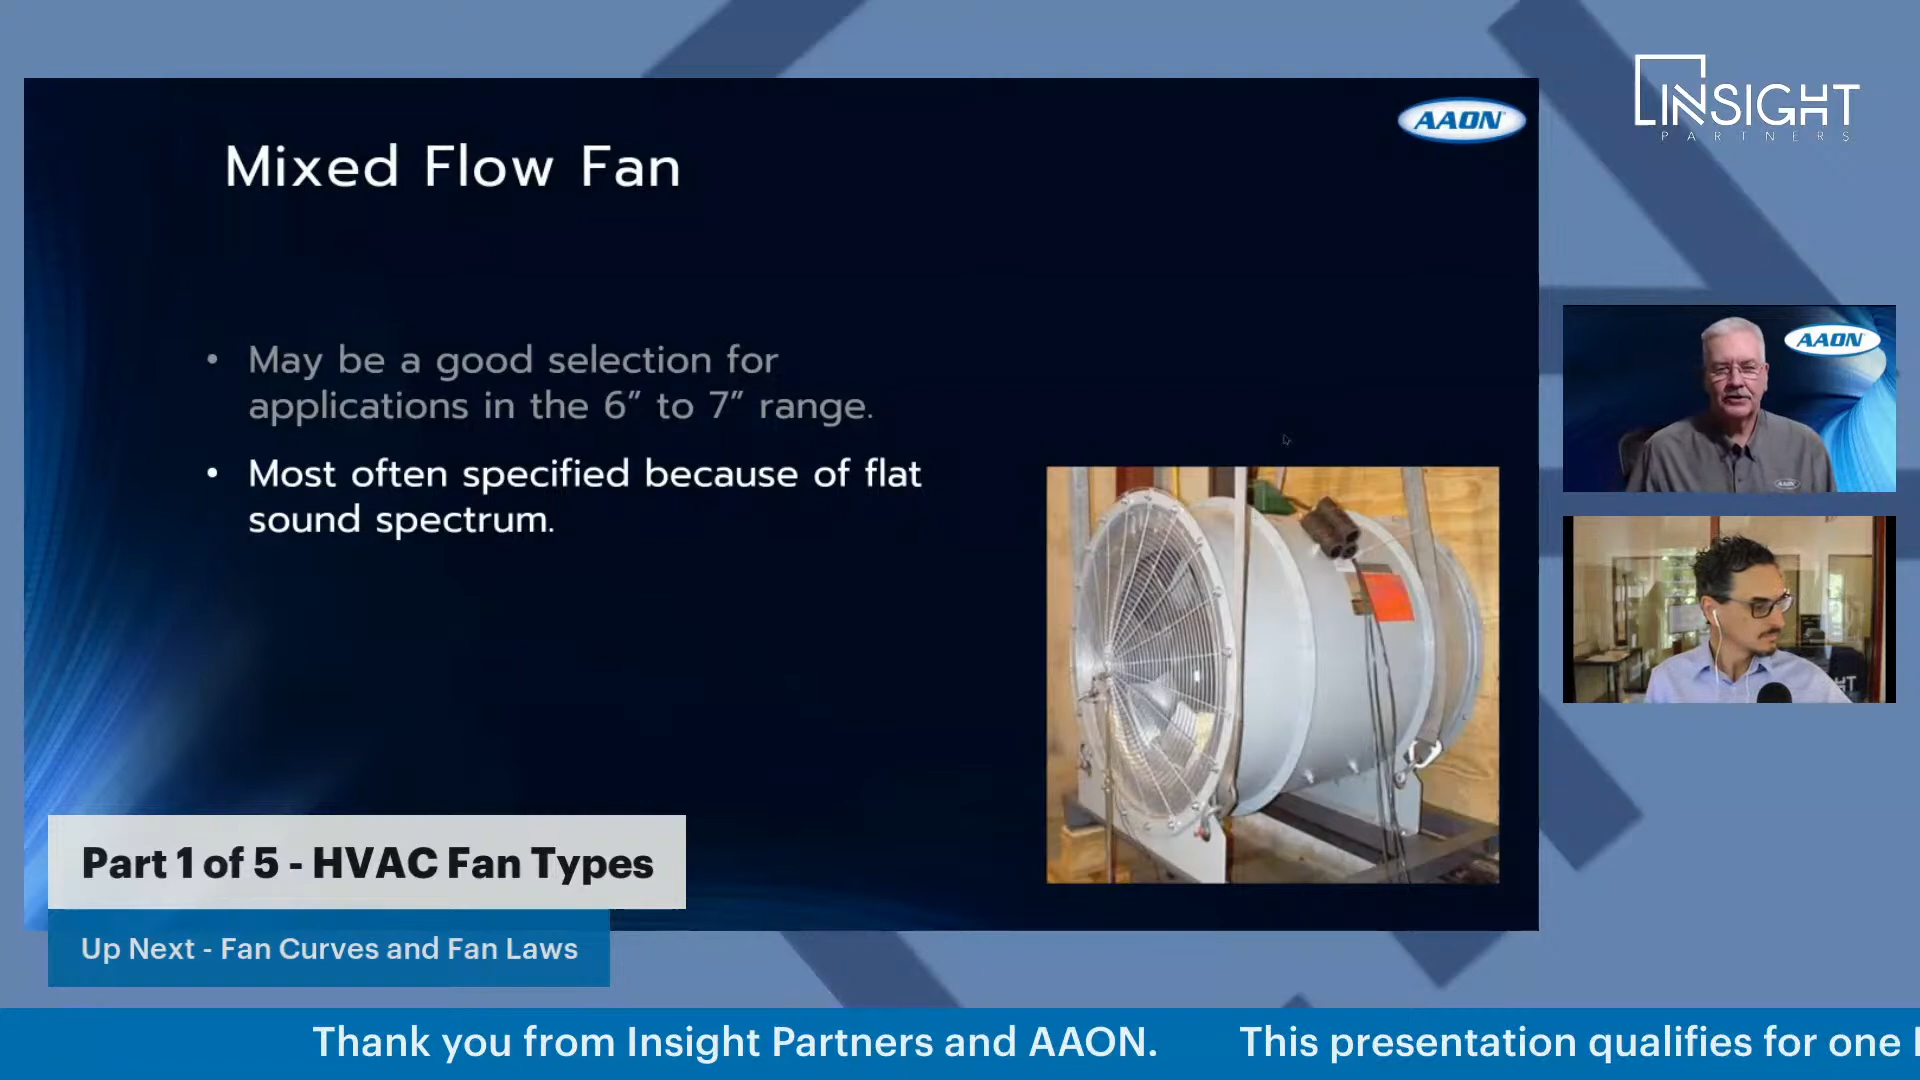 AAON
INSIGHT
PARTNERS
Mixed Flow Fan
• May be a good selection for
applications in the 6” to 7” range.
• Most often specified because of flat
sound spectrum.
AAON
AAON
HT
Part 1 of 5 - HVAC Fan Types
Up Next - Fan Curves and Fan Laws
Thank you from Insight Partners and AAON. This presentation qualifies for one